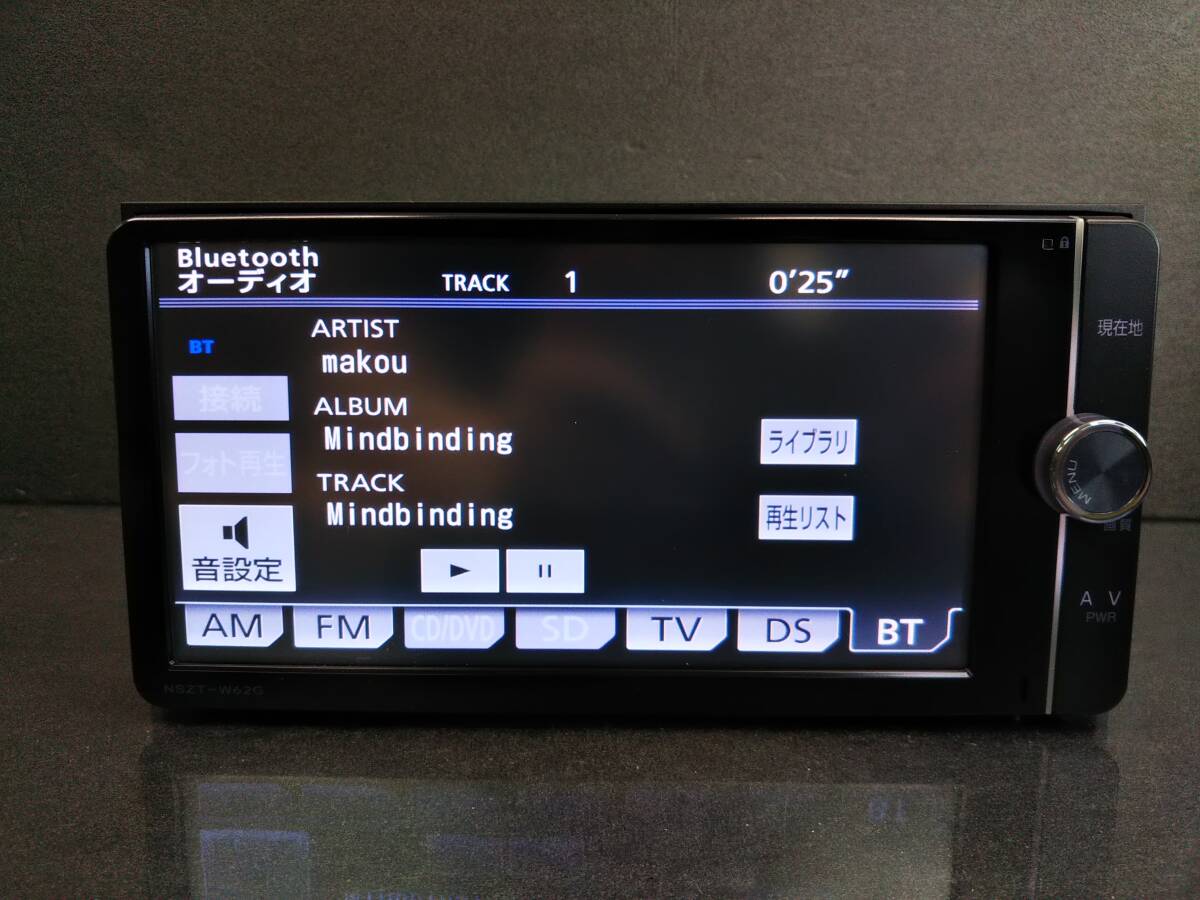 Bluetooth
オーディオ TRACK 1 0'25"
BT
ARTIST
makou
接続
ALBUM
Mindbinding
ライブラリ
フォト再生
TRACK
Mindbinding
再生リスト
音設定
AM FM CD/DVD SD TV DS BT
NSZT-W62G
現在地
MENU
画質
AV
PWR